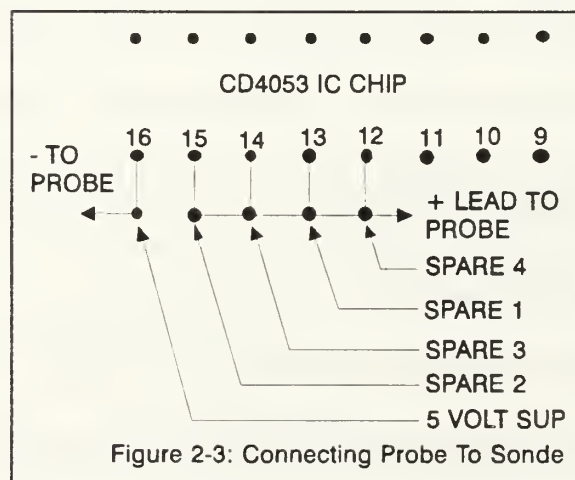 CD4053 IC CHIP
16 15 14 13 12 11 10 9
- TO
PROBE
+ LEAD TO
PROBE
SPARE 4
SPARE 1
SPARE 3
SPARE 2
5 VOLT SUP
Figure 2-3: Connecting Probe To Sonde